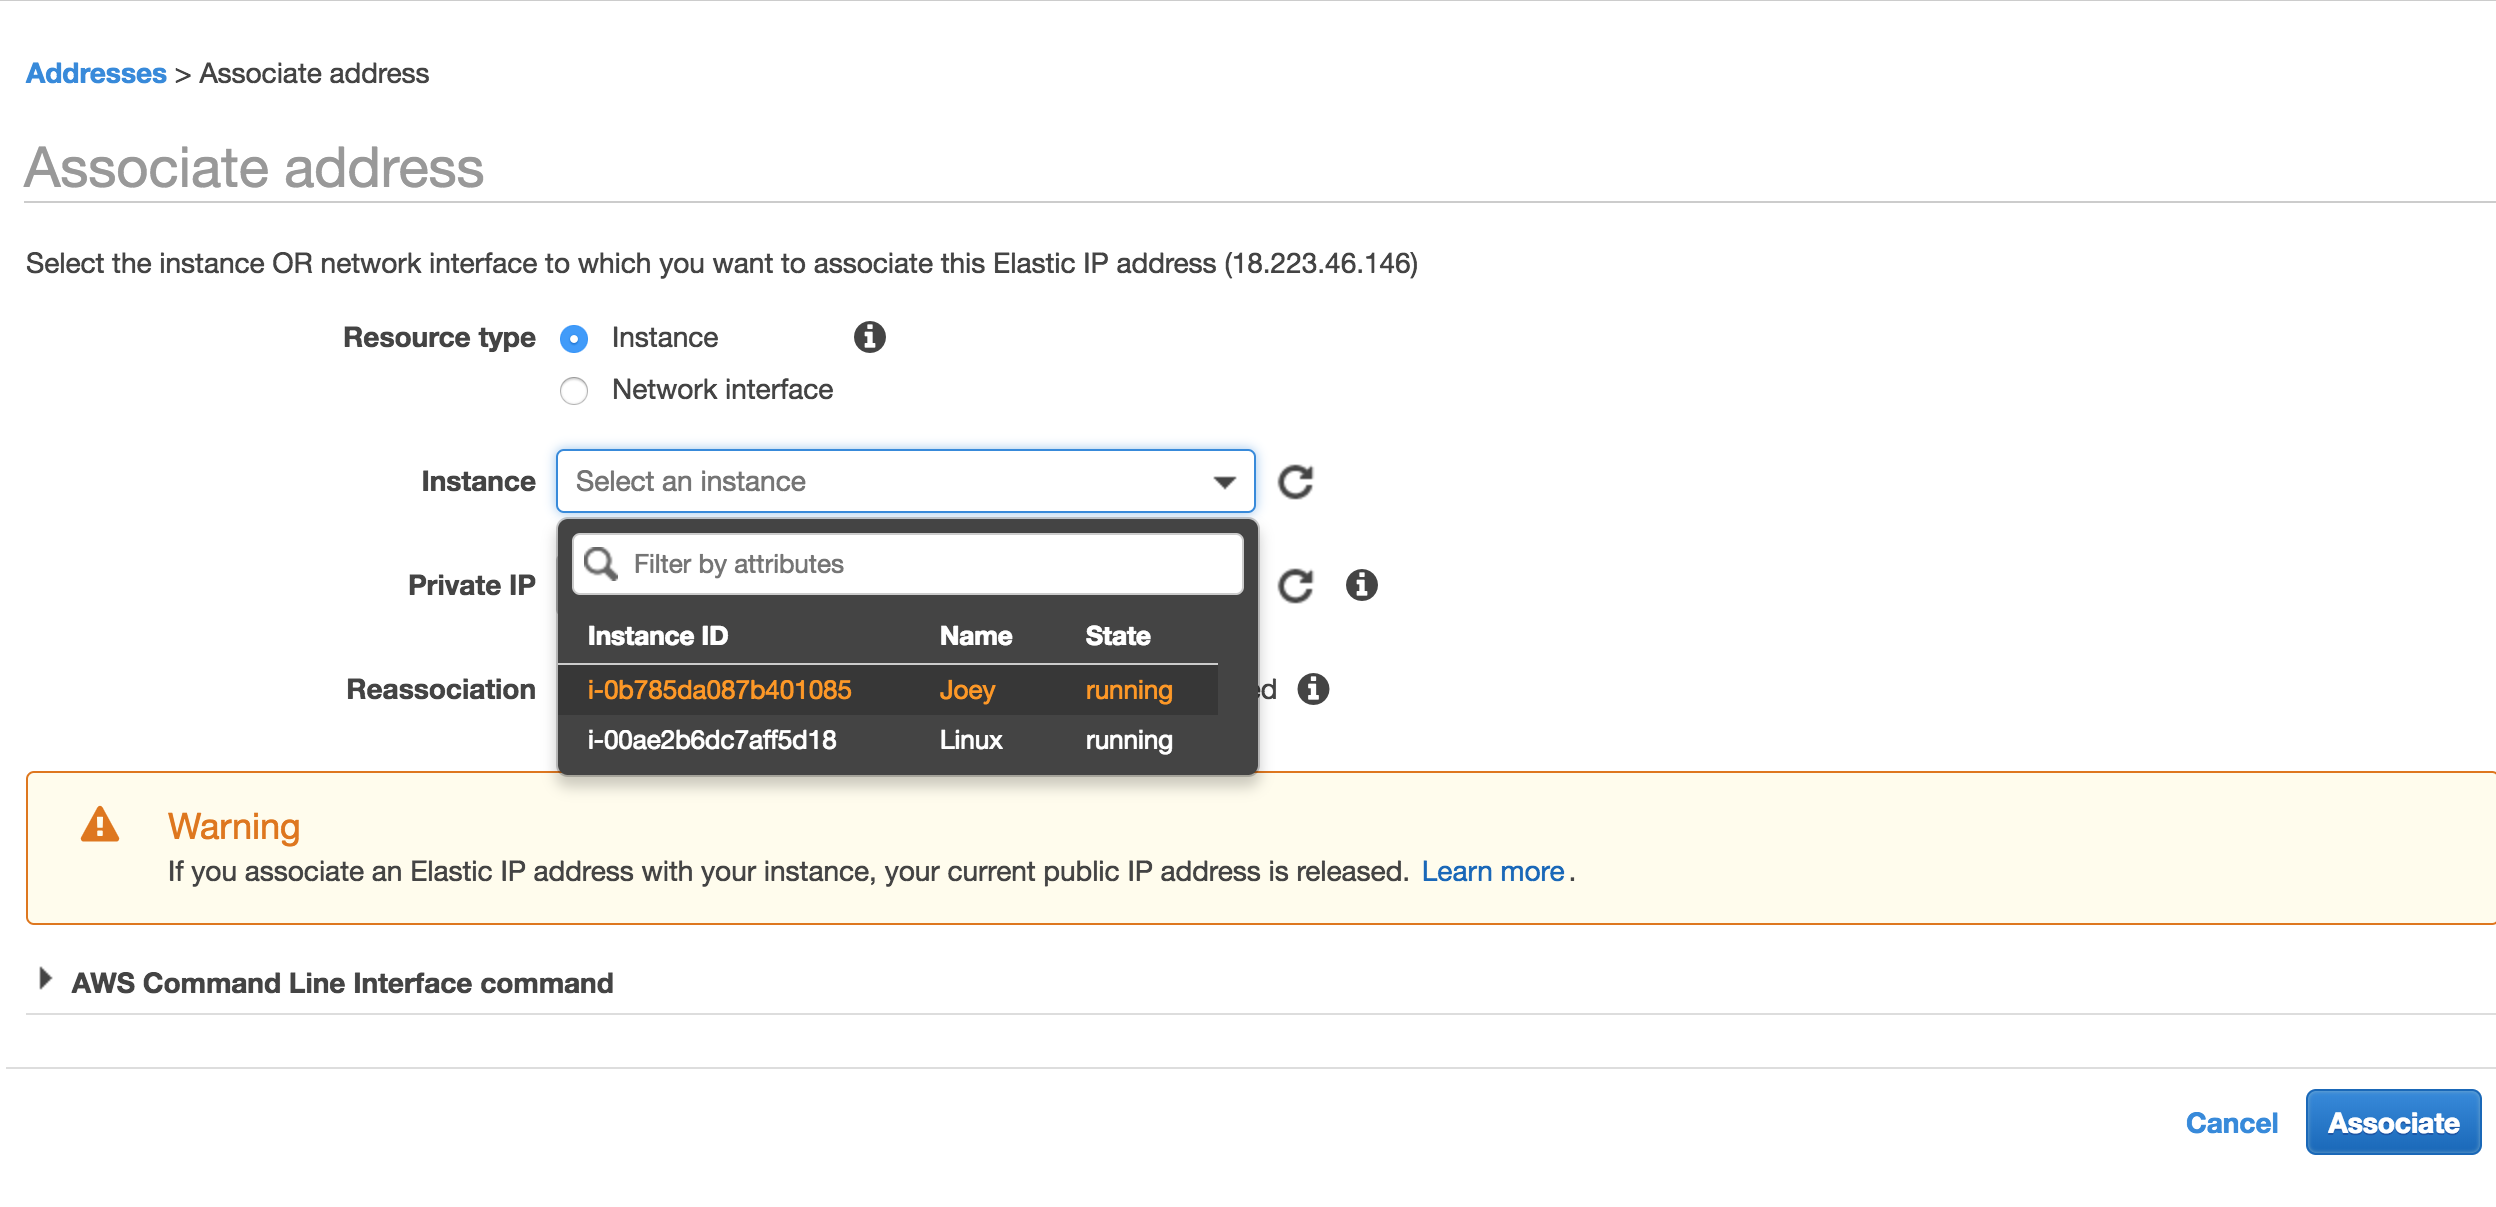 Addresses > Associate address
Associate address
Select the instance OR network interface to which you want to associate this Elastic IP address (18.223.46.146)
Resource type Instance
Network interface
Instance Select an instance
Filter by attributes
Private IP
Instance ID Name State
Reassociation i-0b785da087b401085 Joey running ed
i-00ae2b6dc7aff5d18 Linux running
Warning
If you associate an Elastic IP address with your instance, your current public IP address is released. Learn more.
AWS Command Line Interface command
Cancel Associate